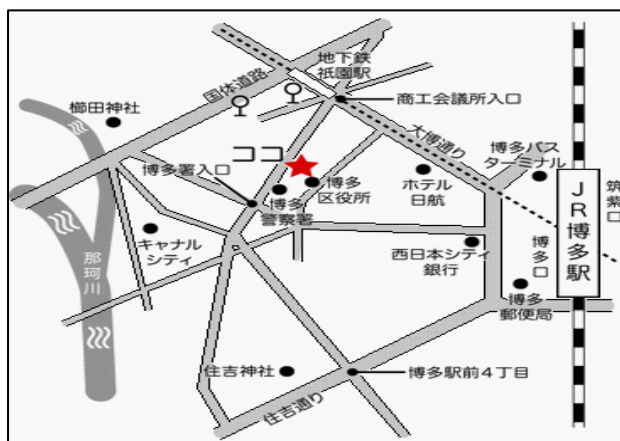 地下鉄
祇園駅
国体道路
商工会議所入口
櫛田神社
大博通り
博多バス
ターミナル
ココ
博多署入口
博多
区役所
ホテル
日航
筑紫口
JR博多駅
博多
警察署
キャナル
シティ
西日本シティ
銀行
博多口
那珂川
博多
郵便局
住吉神社
博多駅前4丁目
住吉通り